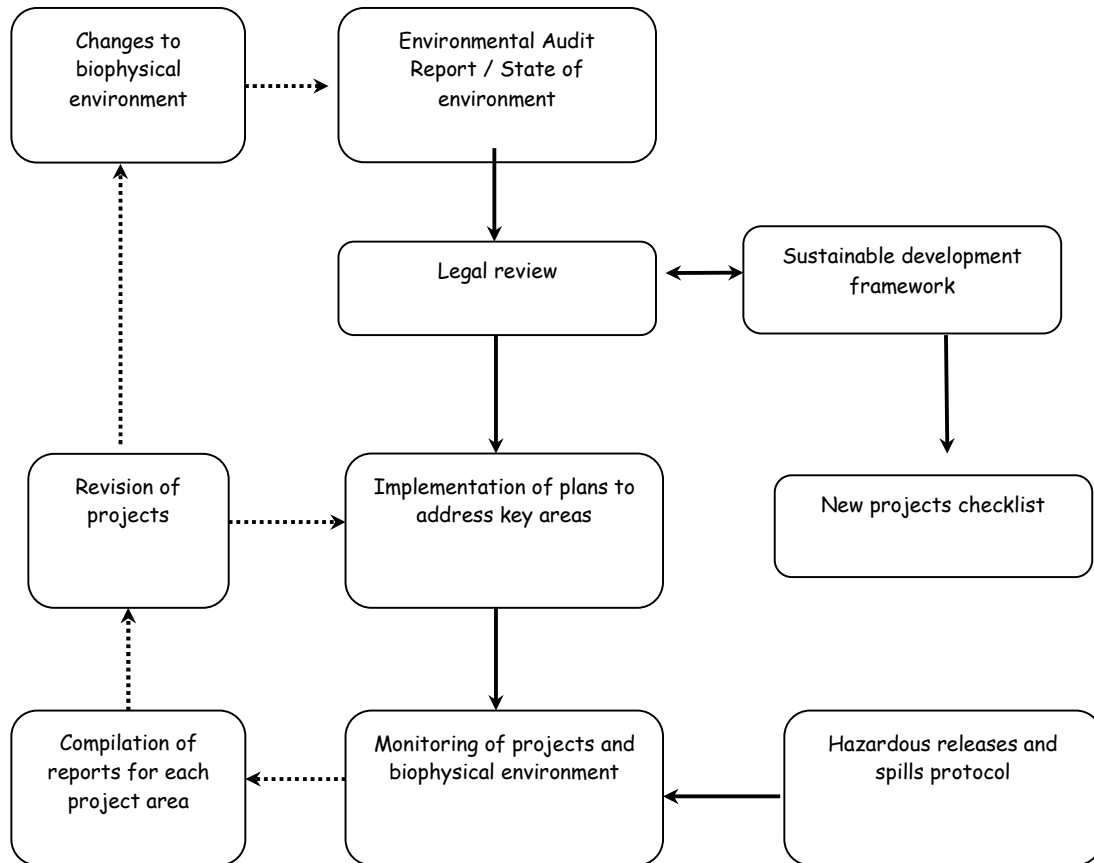 Changes to
biophysical
environment
Environmental Audit
Report / State of
environment
Legal review
Sustainable development
framework
Revision of
projects
Implementation of plans to
address key areas
New projects checklist
Compilation of
reports for each
project area
Monitoring of projects and
biophysical environment
Hazardous releases and
spills protocol